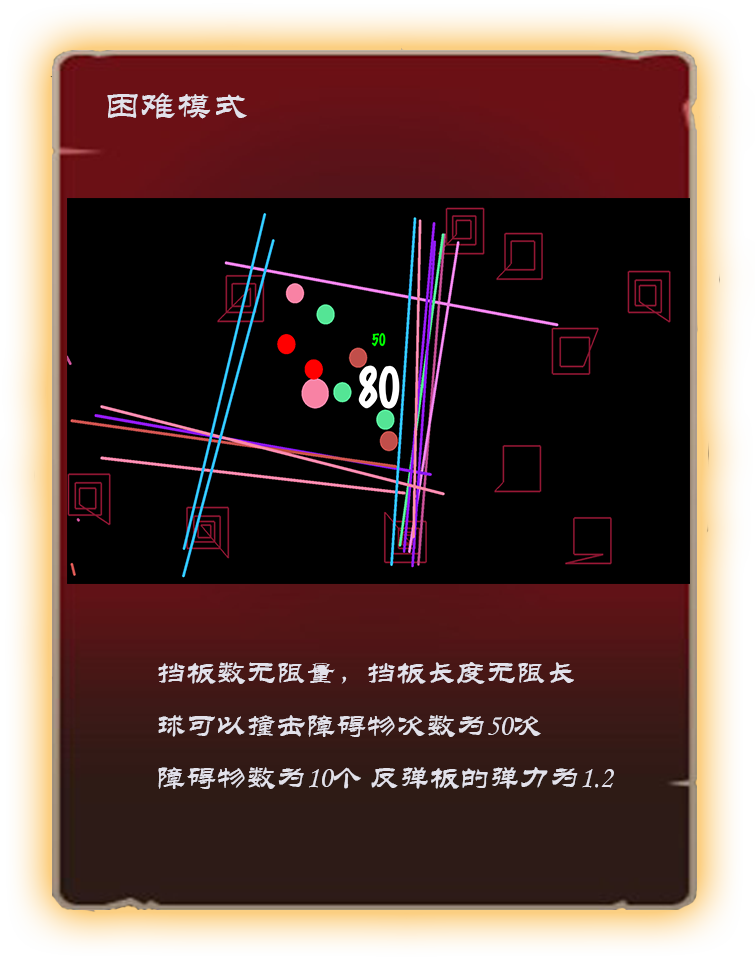 困难模式
50
80
挡板数无限量，挡板长度无限长
球可以撞击障碍物次数为50次
障碍物数为10个 反弹板的弹力为1.2